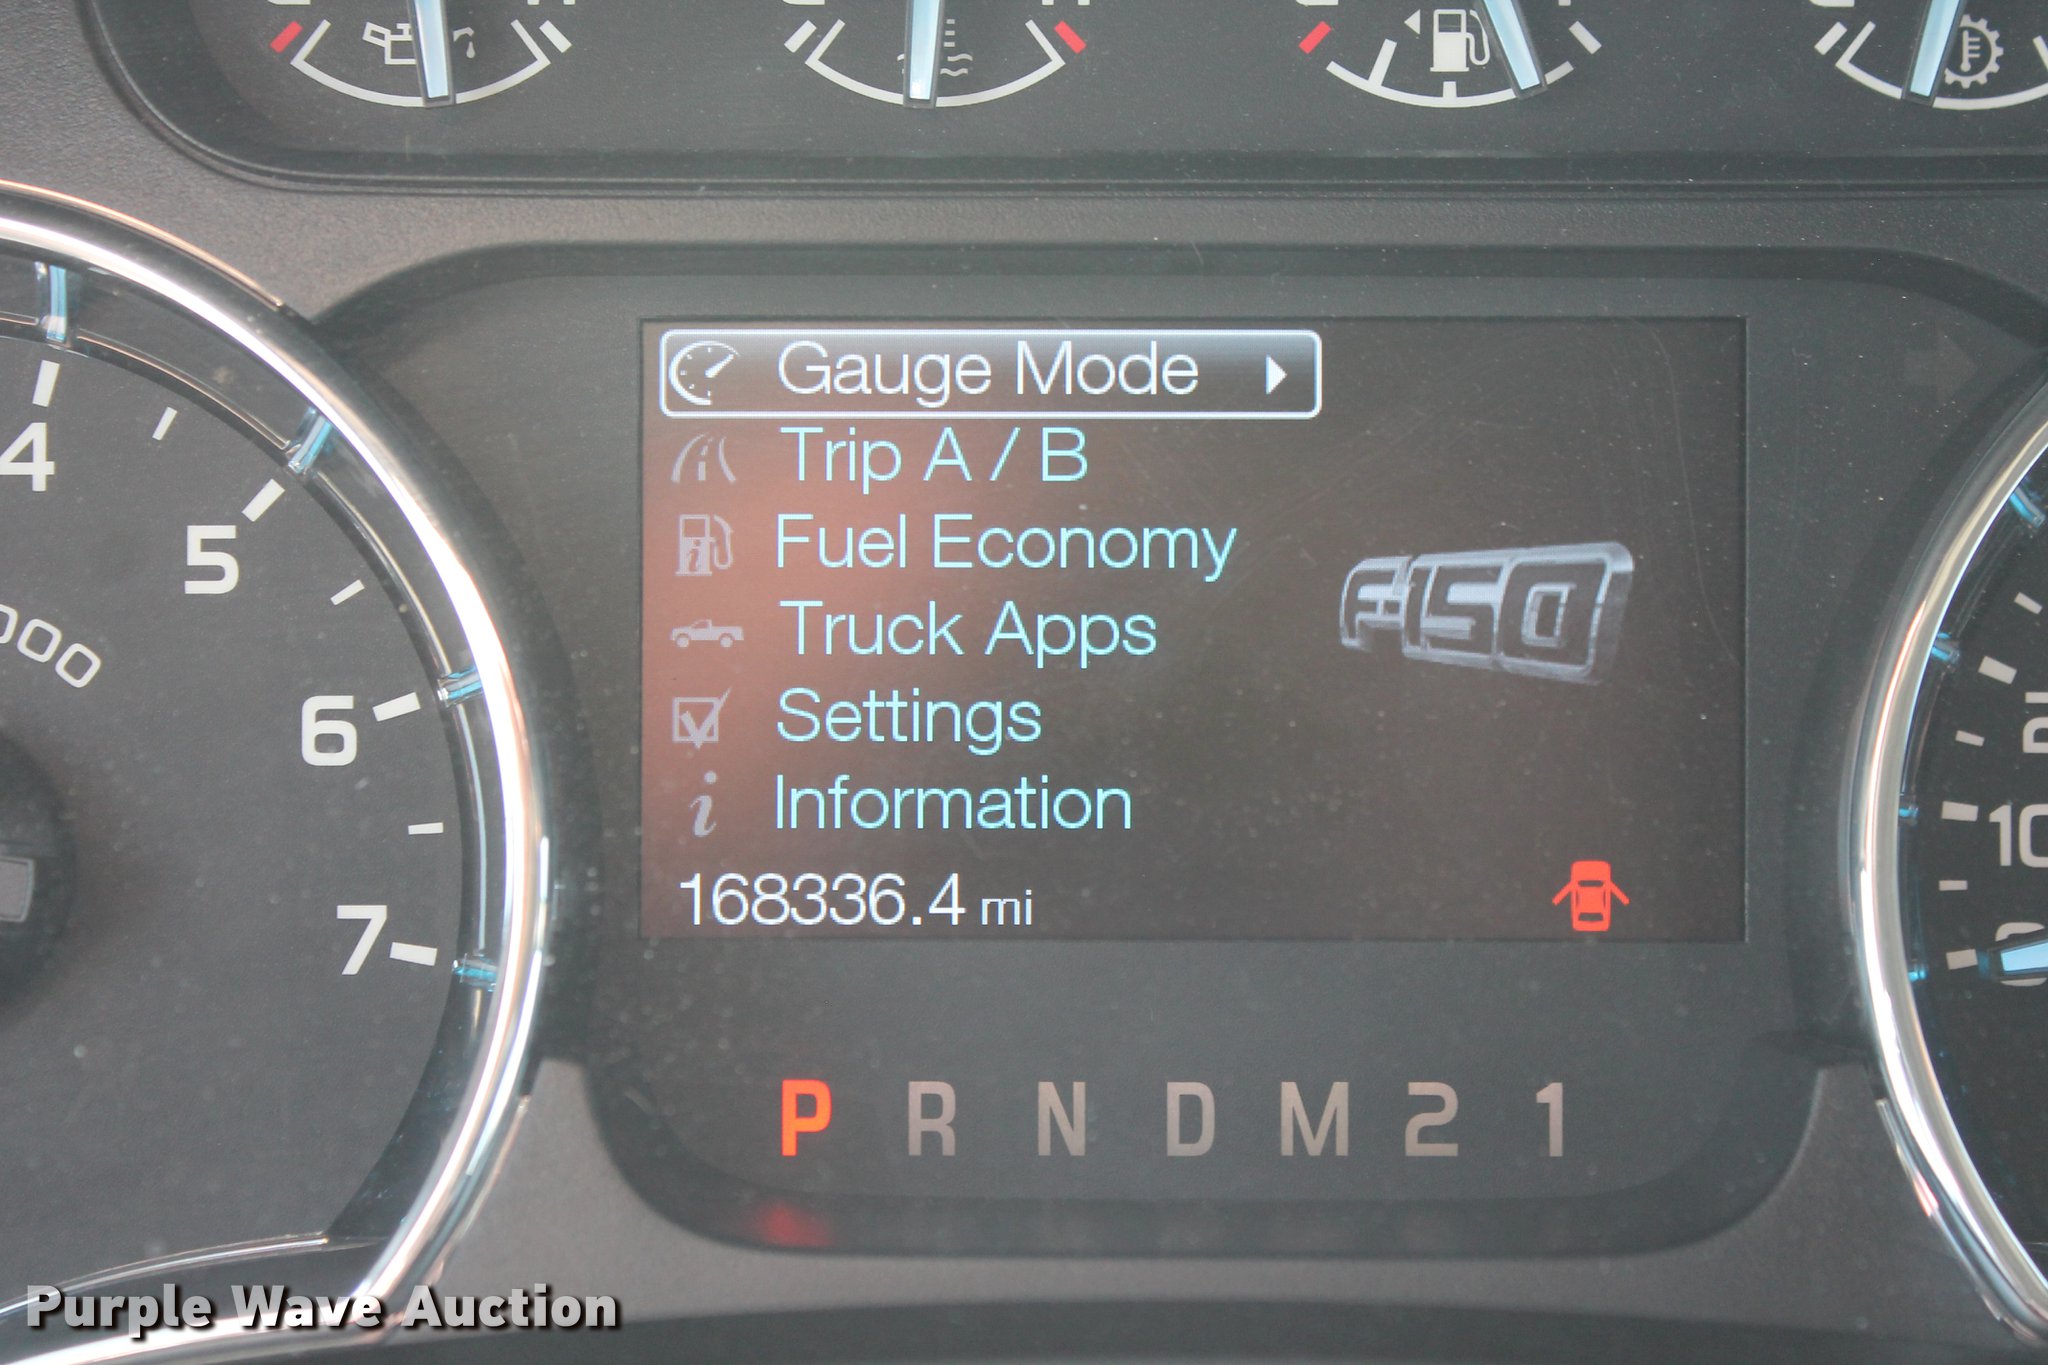 Gauge Mode
Trip A / B
Fuel Economy
Truck Apps
Settings
Information
168336.4 mi
F-150
4
5
6
7
P R N D M 2 1
Purple Wave Auction